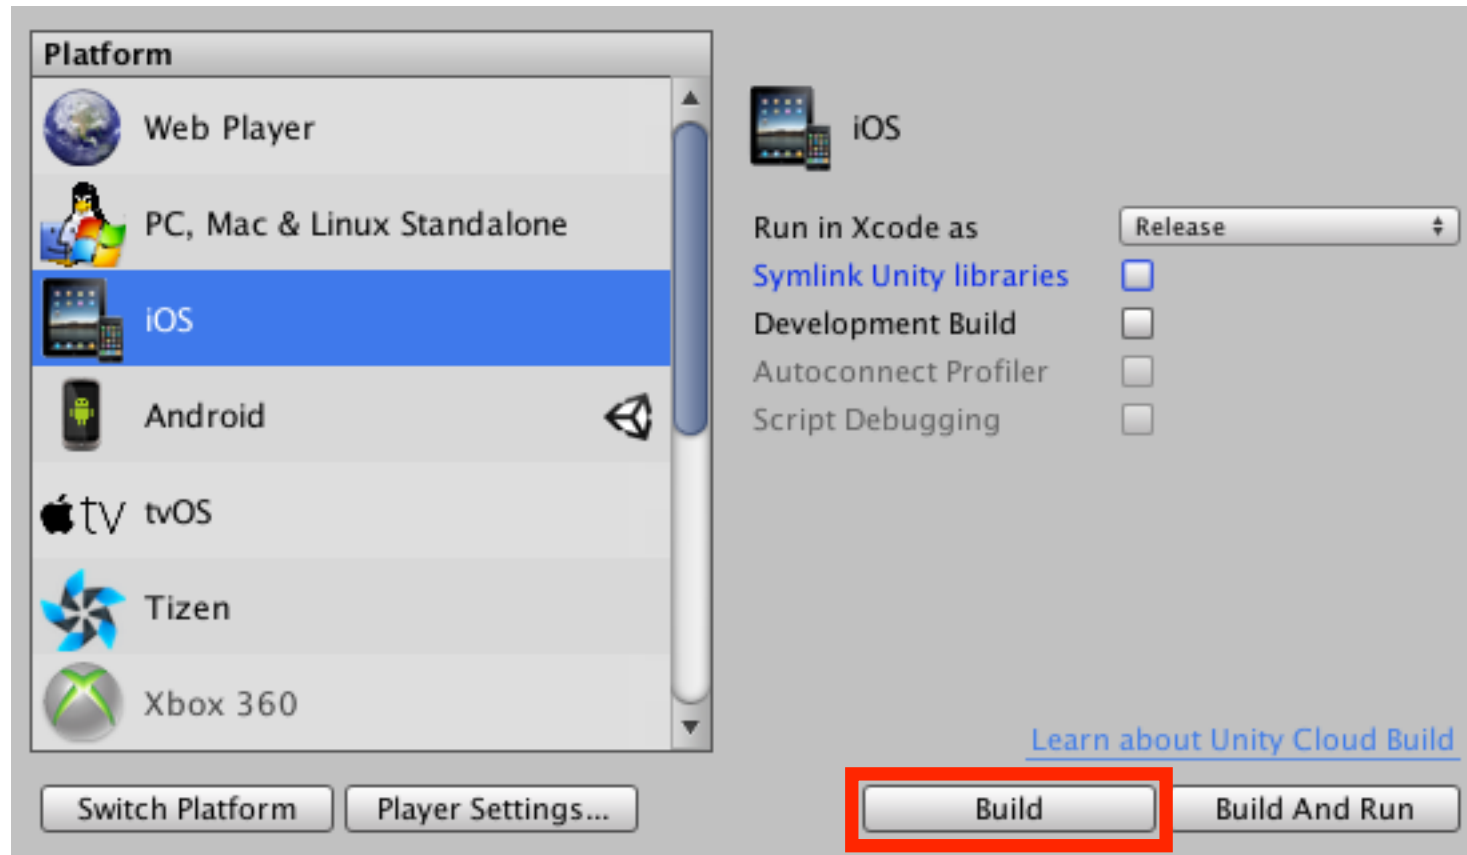 Platform
Web Player
PC, Mac & Linux Standalone
iOS
Android
tv tvOS
Tizen
Xbox 360
Switch Platform
Player Settings...
iOS
Run in Xcode as Release
Symlink Unity libraries
Development Build
Autoconnect Profiler
Script Debugging
Learn about Unity Cloud Build
Build
Build And Run